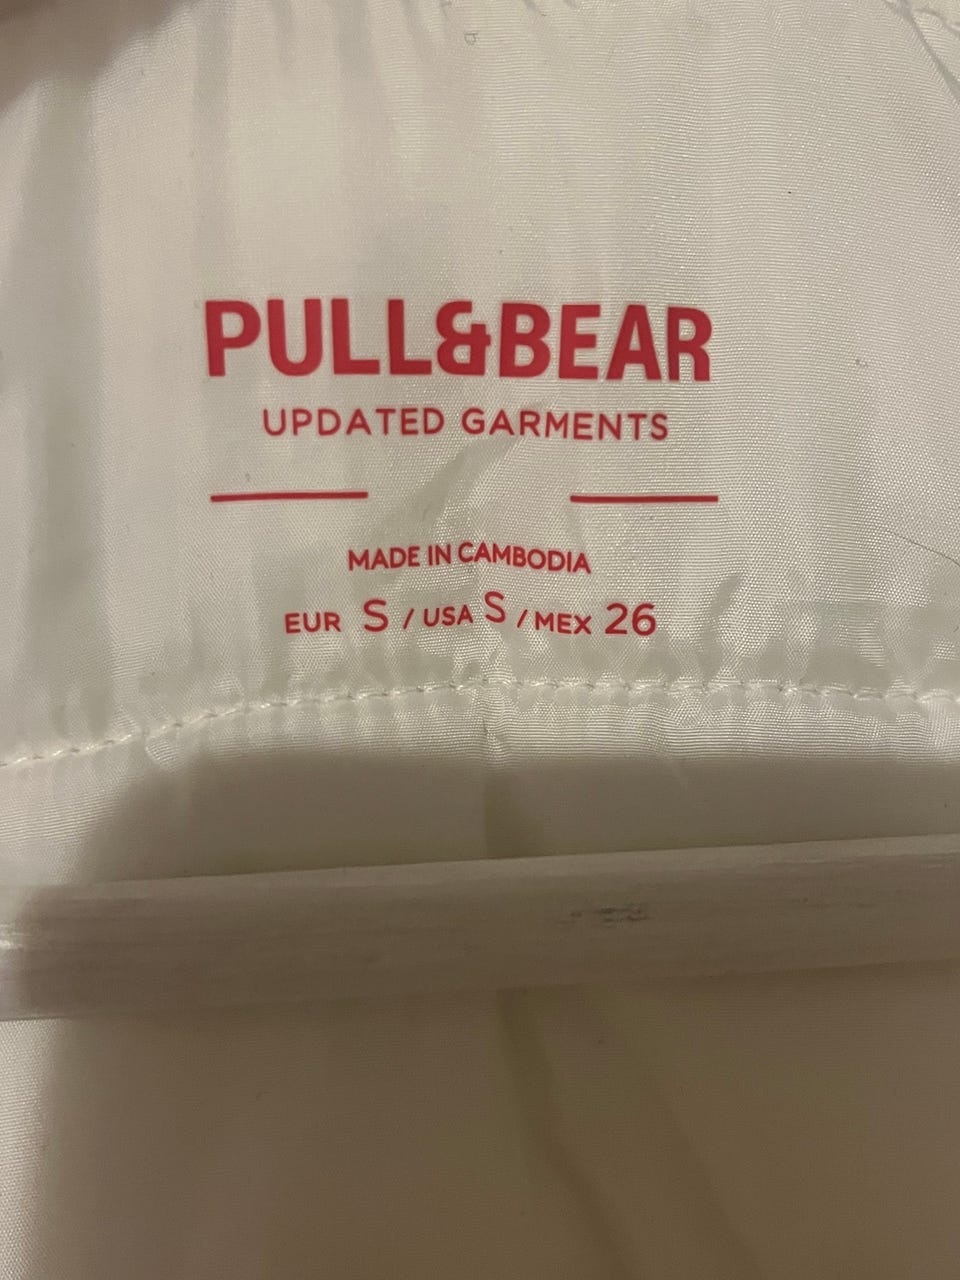 PULL&BEAR
UPDATED GARMENTS
MADE IN CAMBODIA
EUR S / USA S / MEX 26